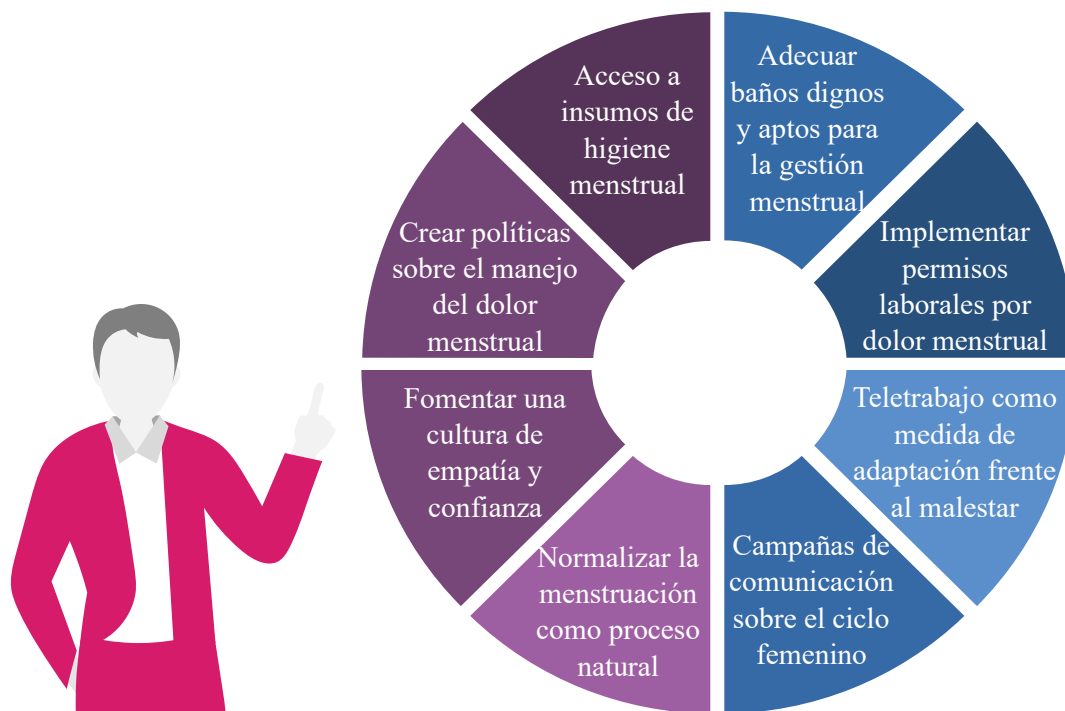 Adecuar
baños dignos
y aptos para
la gestión
menstrual
Implementar
permisos
laborales por
dolor menstrual
Teletrabajo como
medida de
adaptación frente
al malestar
Campañas de
comunicación
sobre el ciclo
femenino
Normalizar la
menstruación
como proceso
natural
Fomentar una
cultura de
empatía y
confianza
Crear políticas
sobre el manejo
del dolor
menstrual
Acceso a
insumos de
higiene
menstrual